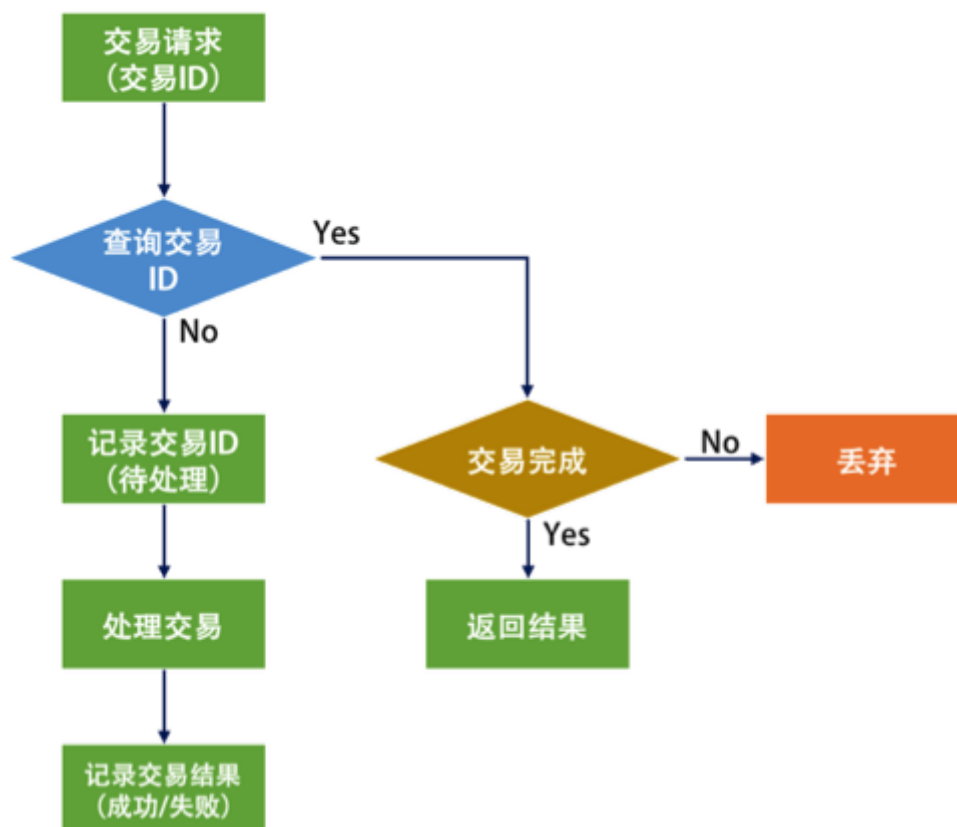 交易请求
（交易ID）
查询交易
ID
Yes
No
记录交易ID
（待处理）
交易完成
No
丢弃
Yes
处理交易
返回结果
记录交易结果
（成功/失败）